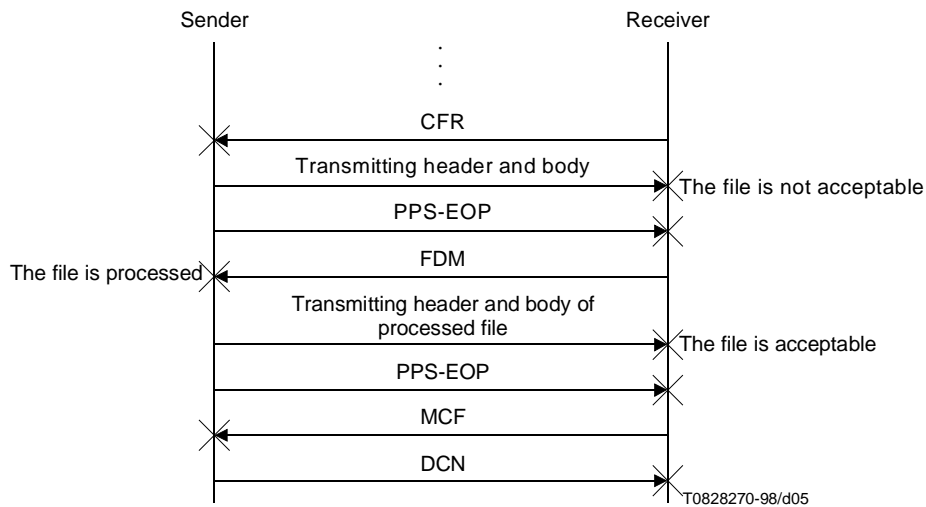 Sender
Receiver
.
.
.
CFR
Transmitting header and body
The file is not acceptable
PPS-EOP
FDM
The file is processed
Transmitting header and body of
processed file
The file is acceptable
PPS-EOP
MCF
DCN
T0828270-98/d05